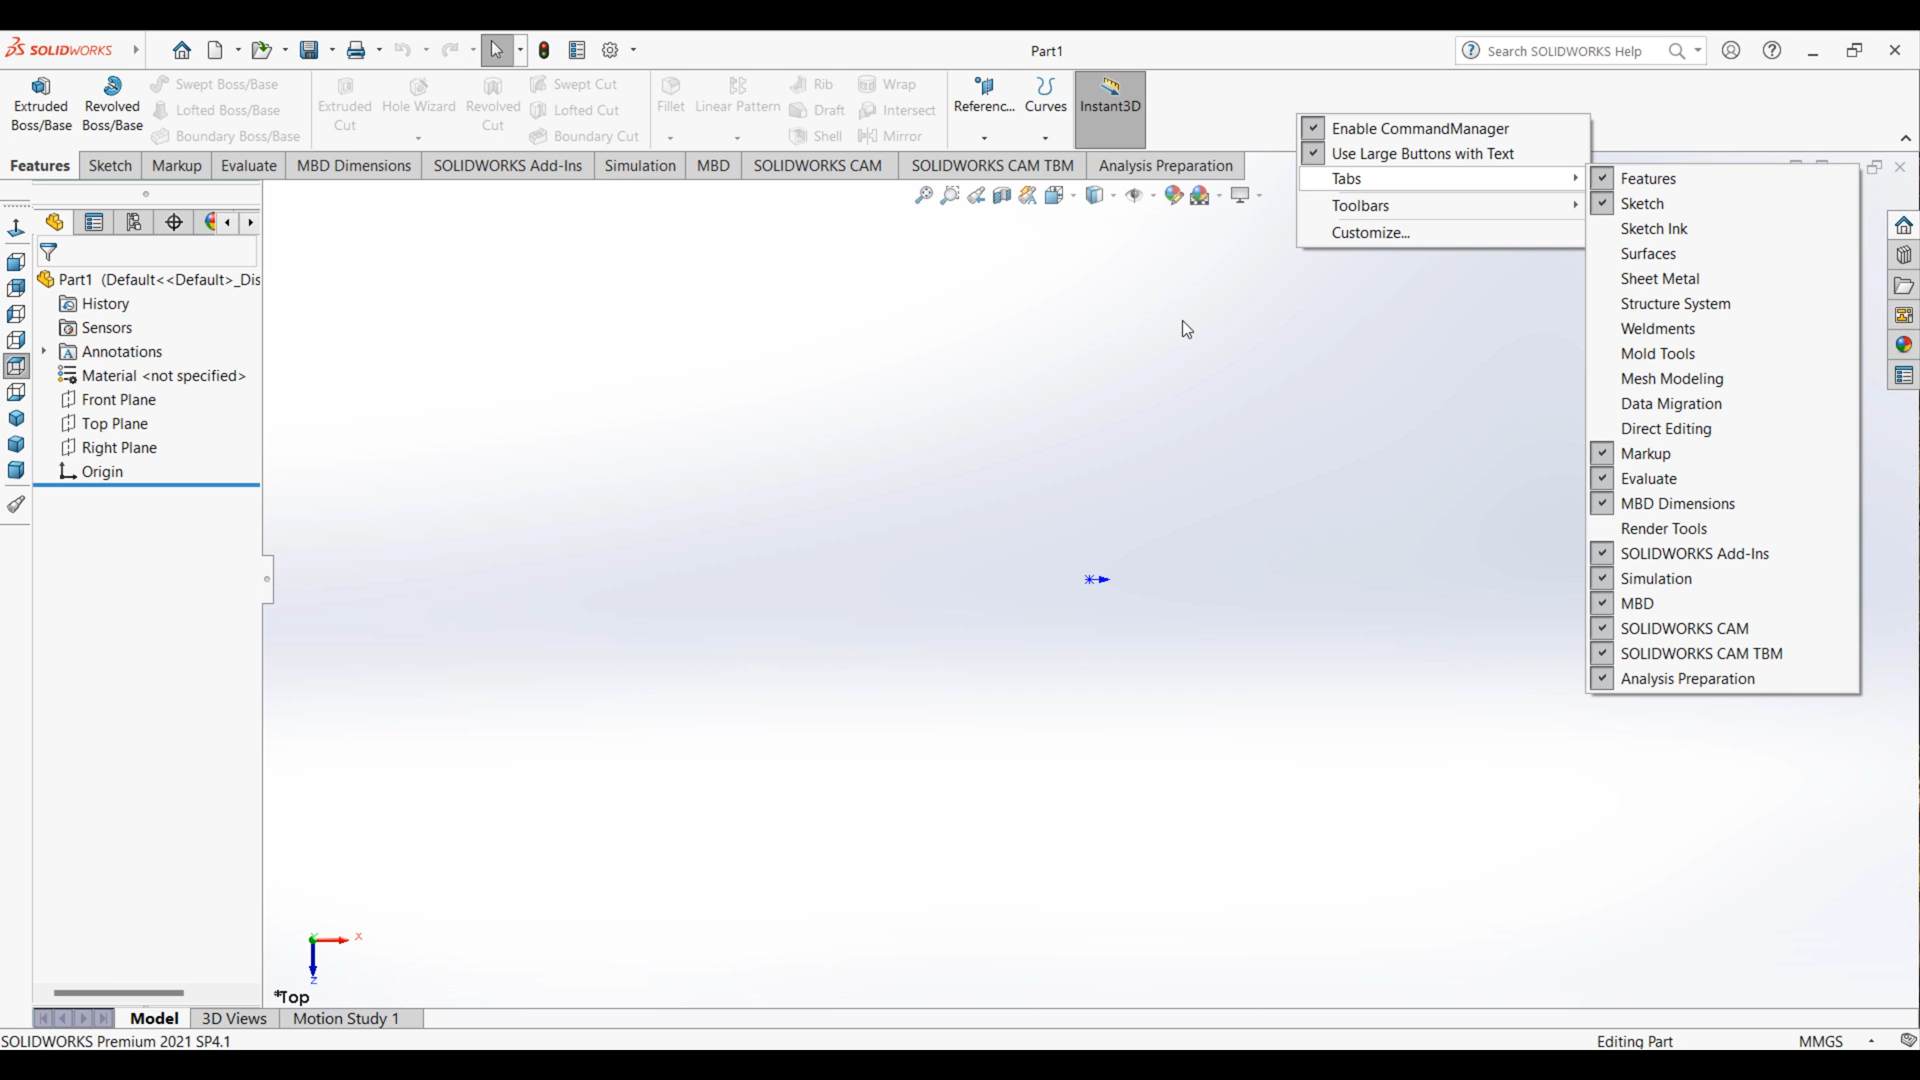 SOLIDWORKS
Part1
Search SOLIDWORKS Help
Extruded Boss/Base
Revolved Boss/Base
Swept Boss/Base
Lofted Boss/Base
Boundary Boss/Base
Extruded Cut
Hole Wizard
Revolved Cut
Swept Cut
Lofted Cut
Boundary Cut
Fillet
Linear Pattern
Rib
Draft
Shell
Wrap
Intersect
Mirror
Referenc...
Curves
Instant3D
Features
Sketch
Markup
Evaluate
MBD Dimensions
SOLIDWORKS Add-Ins
Simulation
MBD
SOLIDWORKS CAM
SOLIDWORKS CAM TBM
Analysis Preparation
Enable CommandManager
Use Large Buttons with Text
Tabs
Toolbars
Customize...
Features
Sketch
Sketch Ink
Surfaces
Sheet Metal
Structure System
Weldments
Mold Tools
Mesh Modeling
Data Migration
Direct Editing
Markup
Evaluate
MBD Dimensions
Render Tools
SOLIDWORKS Add-Ins
Simulation
MBD
SOLIDWORKS CAM
SOLIDWORKS CAM TBM
Analysis Preparation
Part1 (Default<<Default>_Dis
History
Sensors
Annotations
Material <not specified>
Front Plane
Top Plane
Right Plane
Origin
X
Y
Z
*Top
Model
3D Views
Motion Study 1
SOLIDWORKS Premium 2021 SP4.1
Editing Part
MMGS